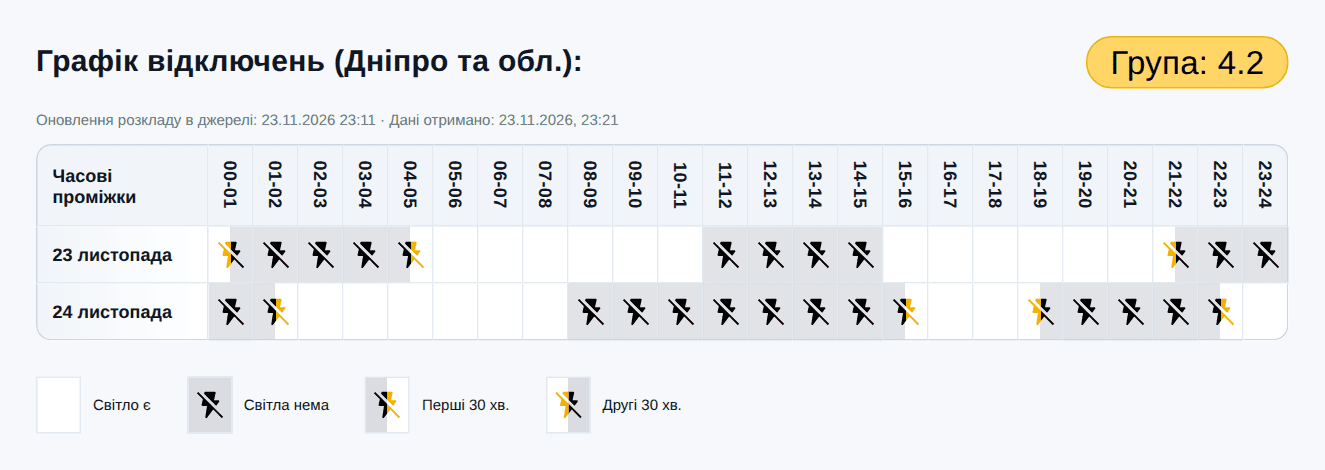 Графік відключень (Дніпро та обл.):
Група: 4.2
Оновлення розкладу в джерелі: 23.11.2026 23:11 · Дані отримано: 23.11.2026, 23:21
Часові
проміжки
00-01
01-02
02-03
03-04
04-05
05-06
06-07
07-08
08-09
09-10
10-11
11-12
12-13
13-14
14-15
15-16
16-17
17-18
18-19
19-20
20-21
21-22
22-23
23-24
23 листопада
24 листопада
Світло є
Світла нема
Перші 30 хв.
Другі 30 хв.